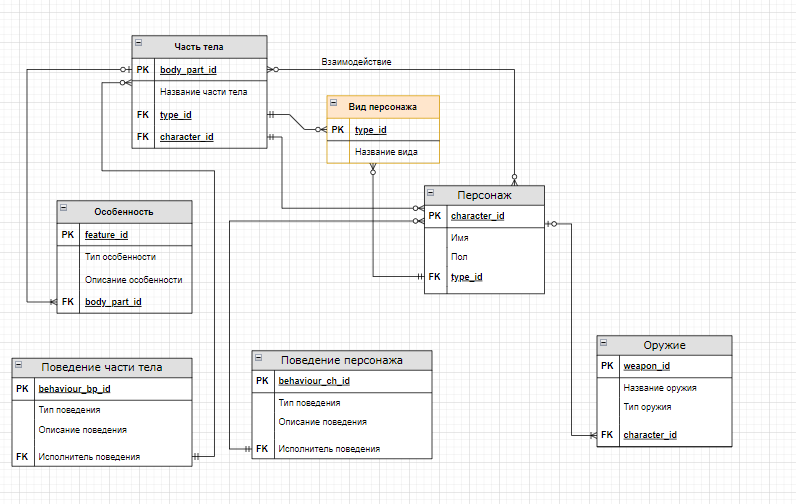 Часть тела
PK body_part_id
Название части тела
FK type_id
FK character_id
Взаимодействие
Вид персонажа
PK type_id
Название вида
Персонаж
PK character_id
Имя
Пол
FK type_id
Особенность
PK feature_id
Тип особенности
Описание особенности
FK body_part_id
Поведение части тела
PK behaviour_bp_id
Тип поведения
Описание поведения
FK Исполнитель поведения
Поведение персонажа
PK behaviour_ch_id
Тип поведения
Описание поведения
FK Исполнитель поведения
Оружие
PK weapon_id
Название оружия
Тип оружия
FK character_id